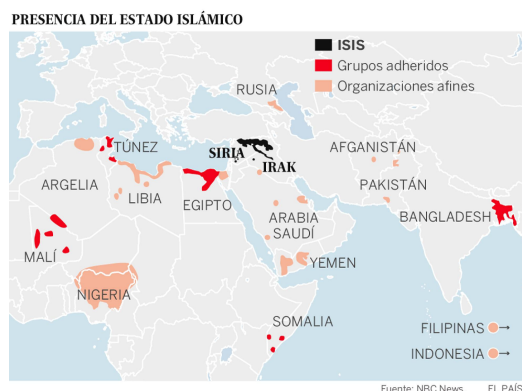 PRESENCIA DEL ESTADO ISLÁMICO
ISIS
Grupos adheridos
Organizaciones afines
RUSIA
TÚNEZ
SIRIA
IRAK
AFGANISTÁN
ARGELIA
LIBIA
EGIPTO
PAKISTÁN
ARABIA
SAUDÍ
BANGLADESH
MALÍ
YEMEN
NIGERIA
SOMALIA
FILIPINAS
INDONESIA
Fuente: NBC News
EL PAÍS